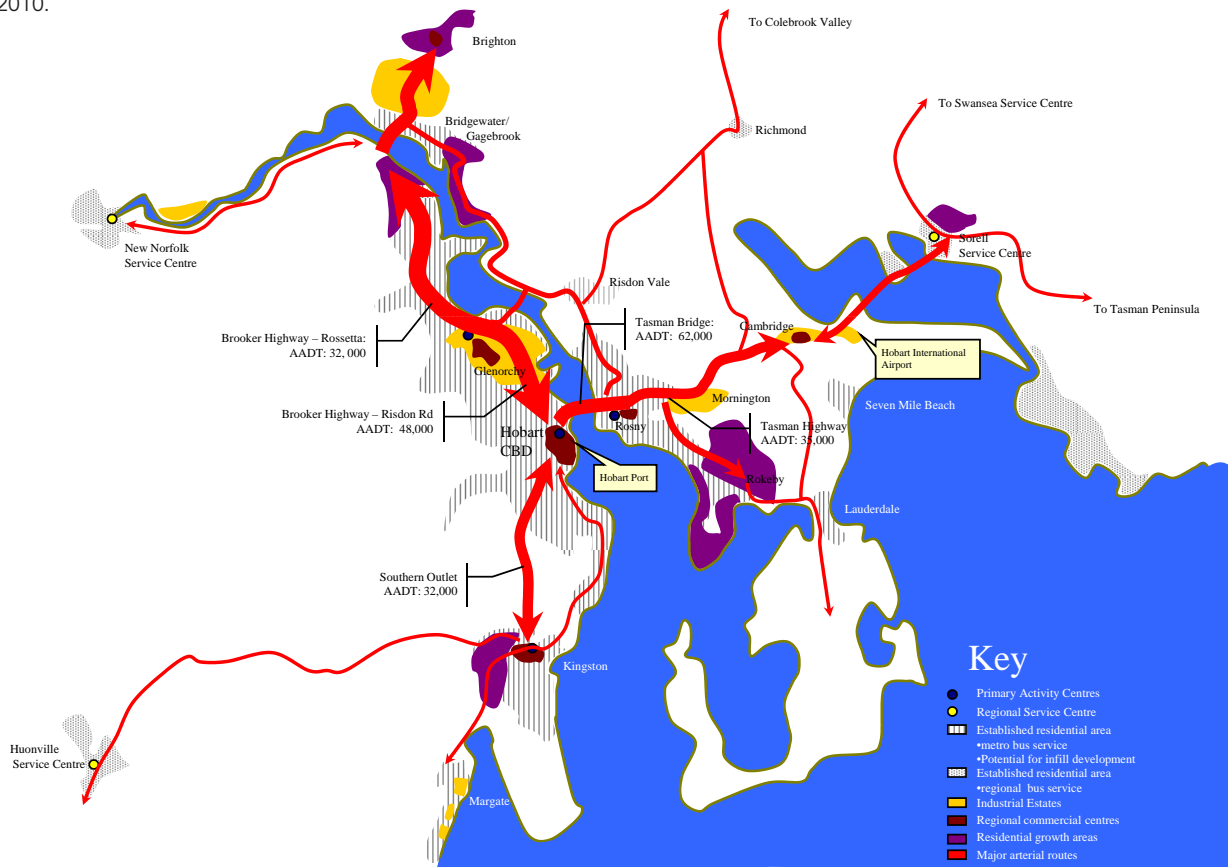 2010.
To Colebrook Valley
Brighton
To Swansea Service Centre
Bridgewater/
Gagebrook
Richmond
New Norfolk
Service Centre
Sorell
Service Centre
Risdon Vale
To Tasman Peninsula
Brooker Highway – Rossetta:
AADT: 32, 000
Tasman Bridge:
AADT: 62,000
Cambridge
Hobart International
Airport
Glenorchy
Brooker Highway – Risdon Rd
AADT: 48,000
Mornington
Seven Mile Beach
Hobart
CBD
Rosny
Tasman Highway
AADT: 35,000
Hobart Port
Rokeby
Lauderdale
Southern Outlet
AADT: 32,000
Kingston
Huonville
Service Centre
Margate
Key
Primary Activity Centres
Regional Service Centre
Established residential area
•metro bus service
•Potential for infill development
Established residential area
•regional bus service
Industrial Estates
Regional commercial centres
Residential growth areas
Major arterial routes